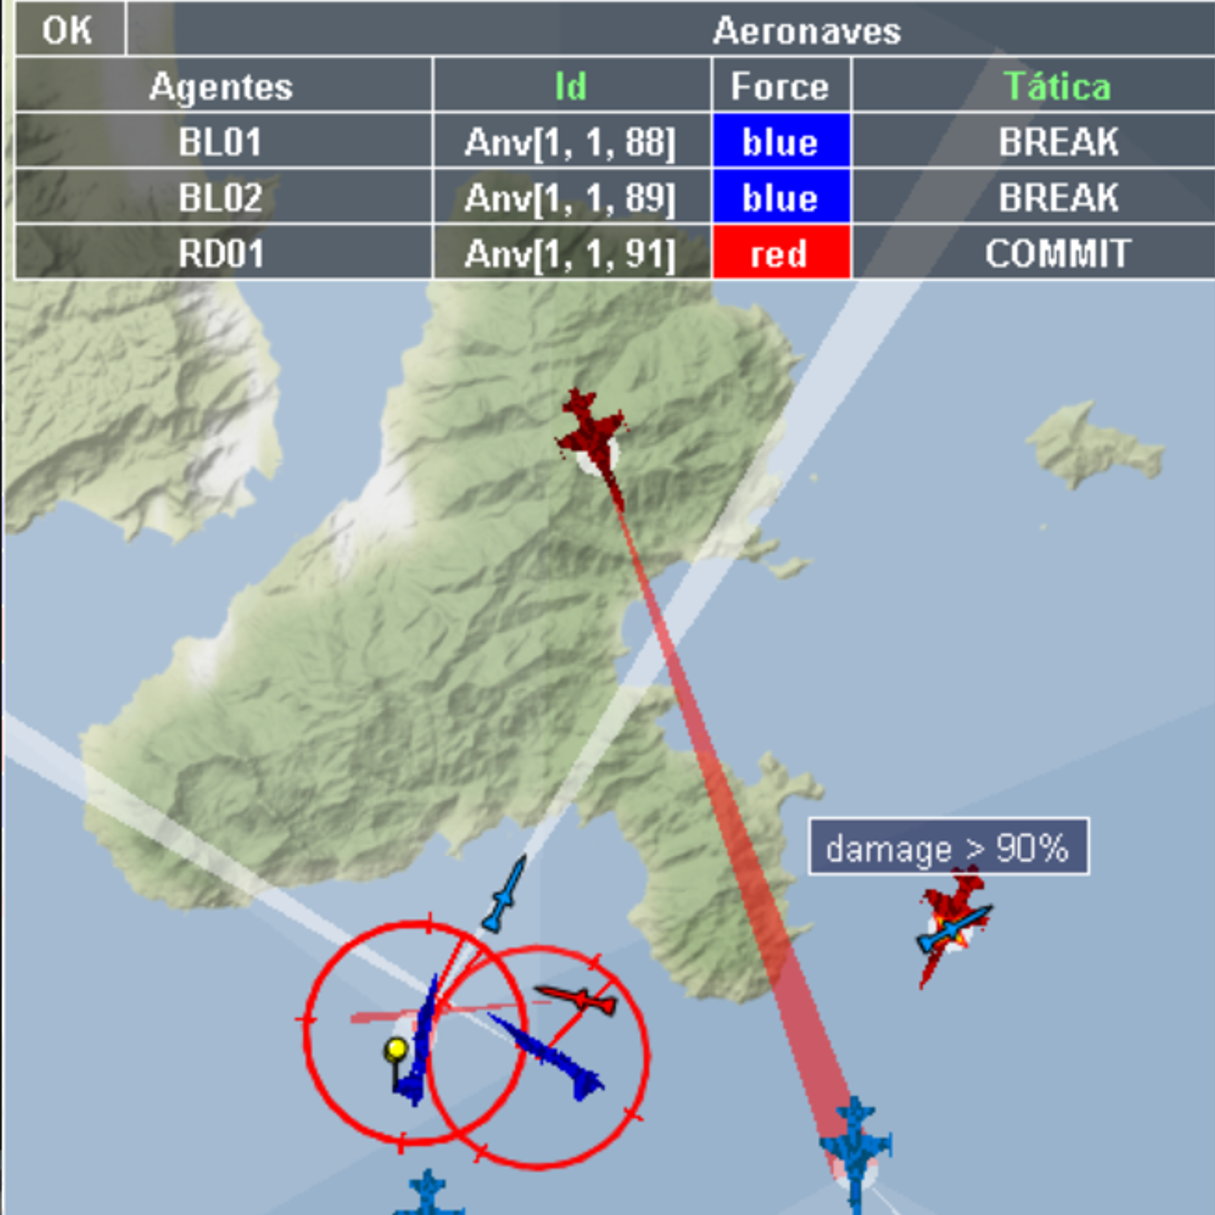 OK Aeronaves
Agentes Id Force Tática
BL01 Anv[1, 1, 88] blue BREAK
BL02 Anv[1, 1, 89] blue BREAK
RD01 Anv[1, 1, 91] red COMMIT
damage > 90%